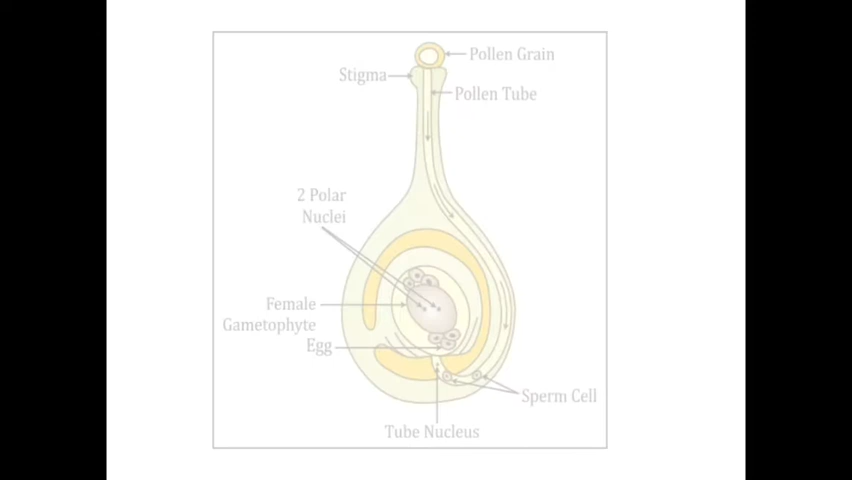 Pollen Grain
Stigma
Pollen Tube
2 Polar
Nuclei
Female
Gametophyte
Egg
Sperm Cell
Tube Nucleus